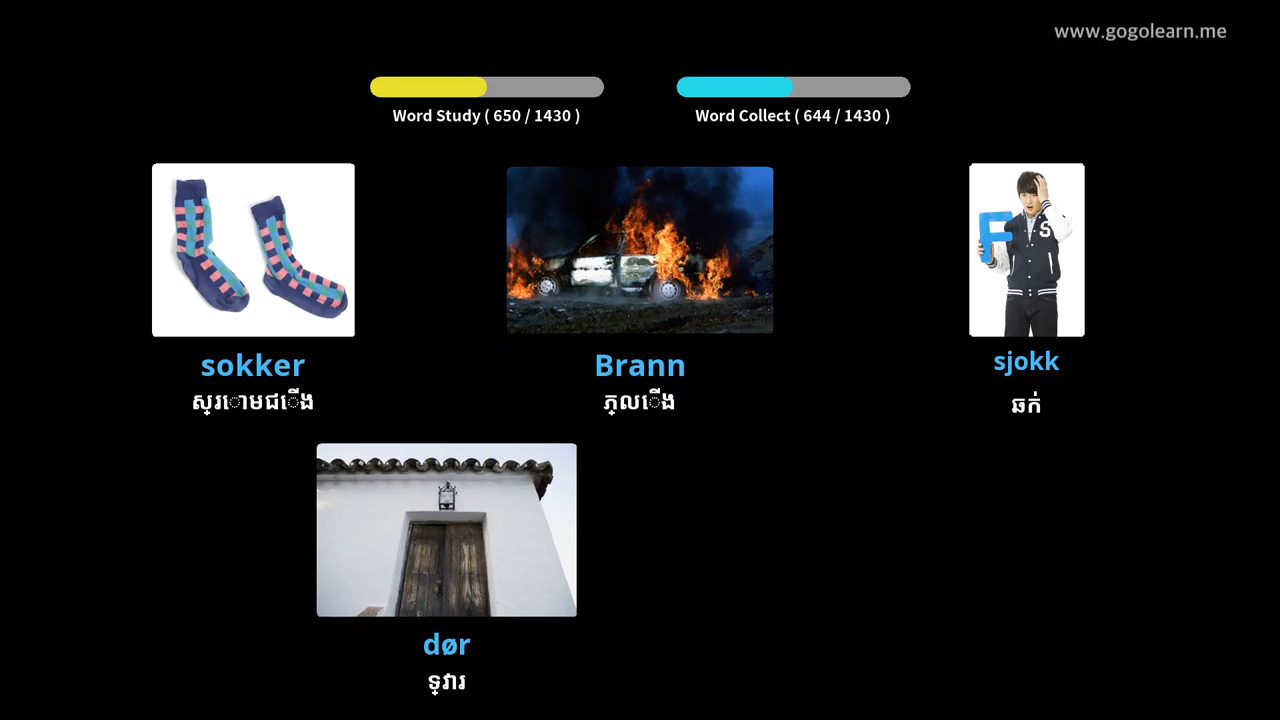 www.gogolearn.me
Word Study ( 650 / 1430 )
Word Collect ( 644 / 1430 )
F
S
sokker
ស្រោមជើង
Brann
ភ្លើង
sjokk
ឆក់
dør
ទ្វារ